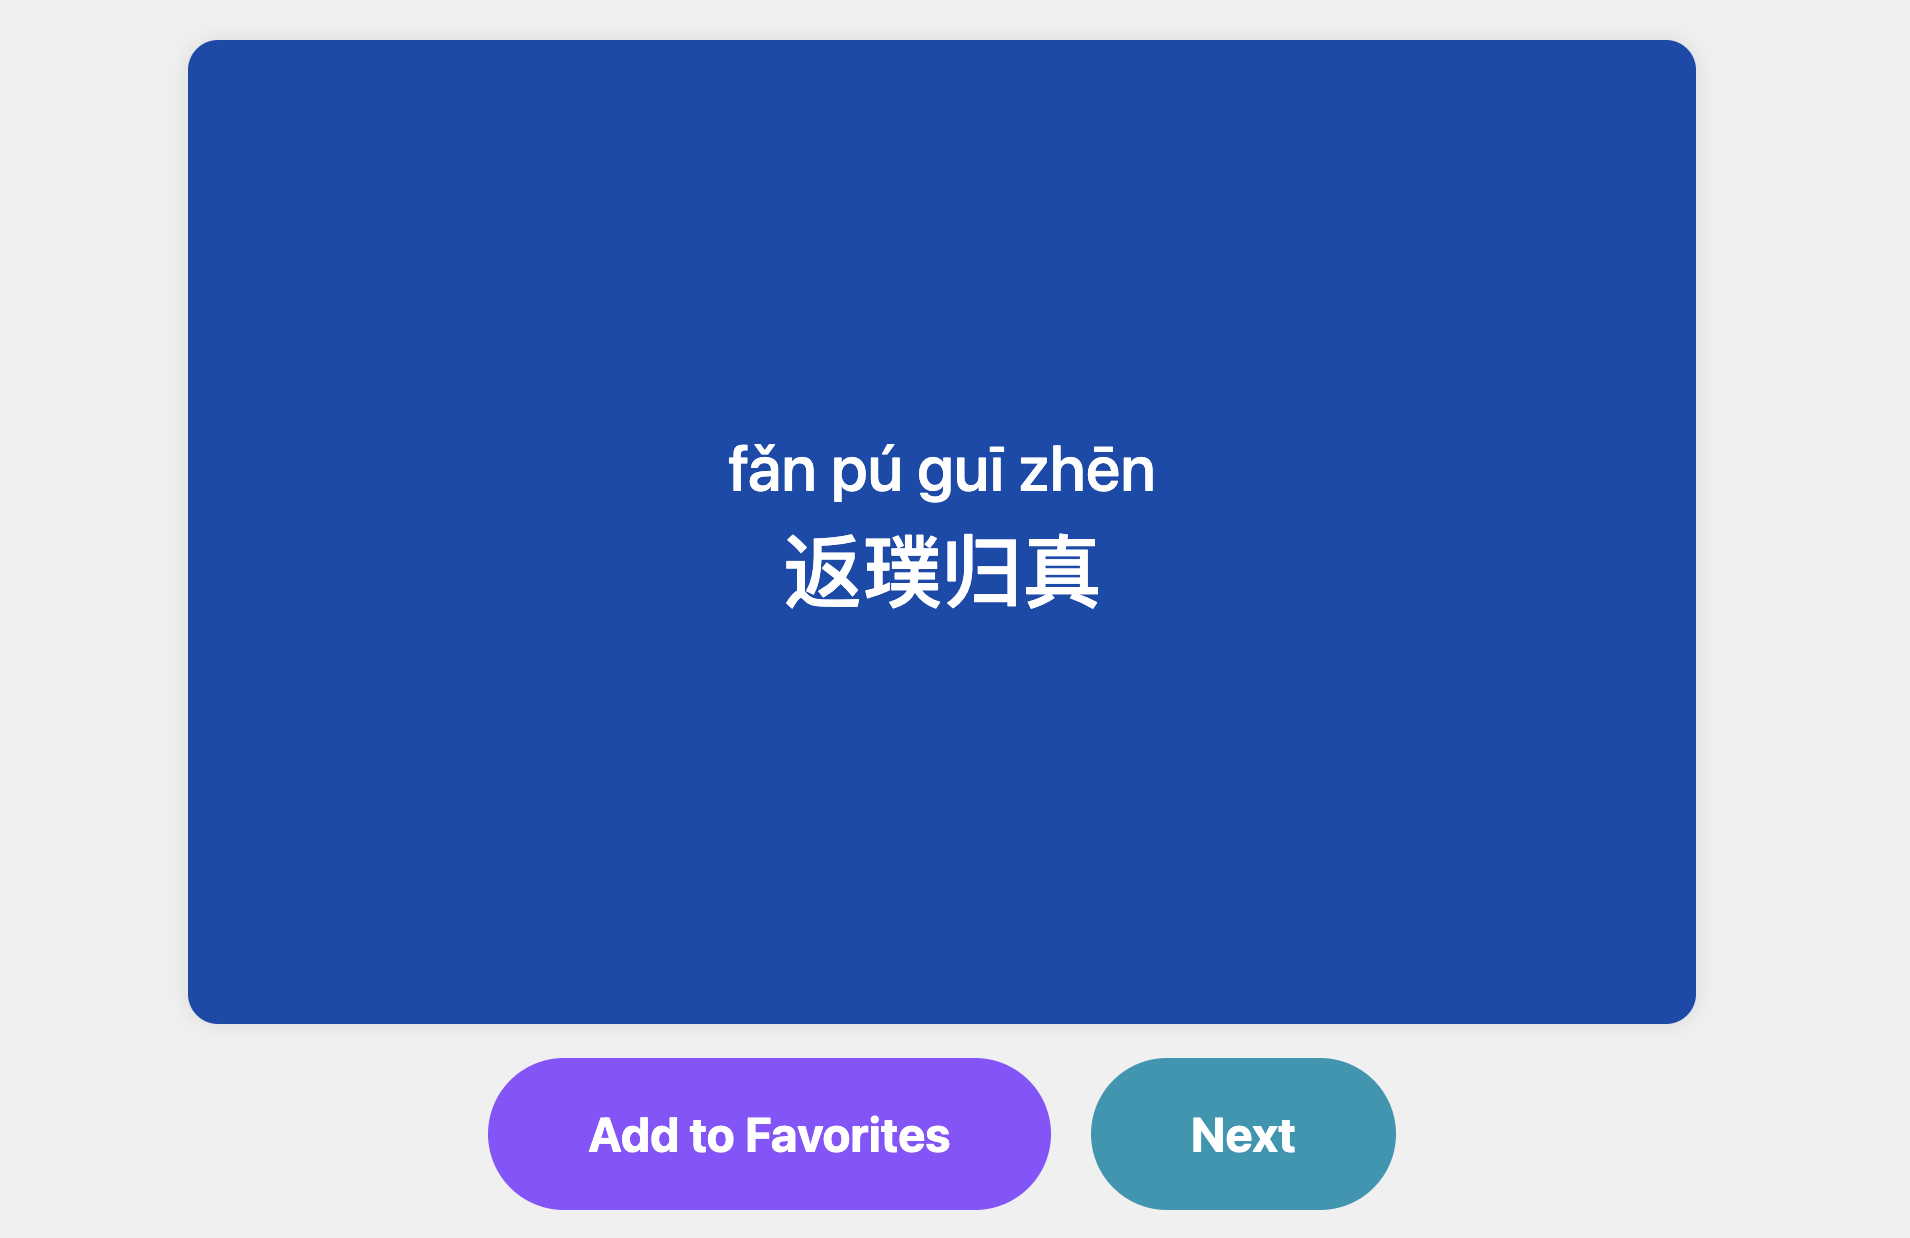 fǎn pú guī zhēn
返璞归真
Add to Favorites
Next